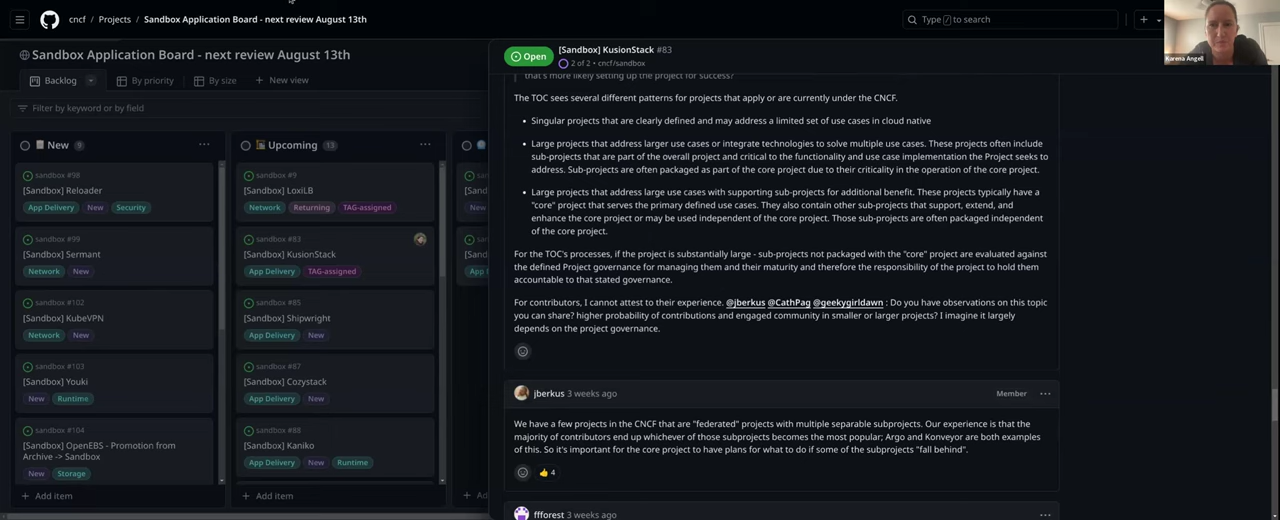 cncf / Projects / Sandbox Application Board - next review August 13th
Type / to search
Karena Angell
Sandbox Application Board - next review August 13th
Backlog
By priority
By size
+ New view
Filter by keyword or by field
New 9
[Sandbox] Reloader
sandbox #98
App Delivery New Security
sandbox #99
[Sandbox] Sermant
Network New
sandbox #102
[Sandbox] KubeVPN
Network New
sandbox #103
[Sandbox] Youki
New Runtime
sandbox #104
[Sandbox] OpenEBS - Promotion from
Archive -> Sandbox
New Storage
+ Add item
Upcoming 13
sandbox #9
[Sandbox] LoxiLB
Network Returning TAG-assigned
sandbox #83
[Sandbox] KusionStack
App Delivery TAG-assigned
sandbox #85
[Sandbox] Shipwright
App Delivery New
sandbox #87
[Sandbox] Cozystack
App Delivery New
sandbox #88
[Sandbox] Kaniko
App Delivery New Runtime
+ Add item
Open
[Sandbox] KusionStack #83
2 of 2 • cncf/sandbox
that's more likely setting up the project for success?
The TOC sees several different patterns for projects that apply or are currently under the CNCF.
• Singular projects that are clearly defined and may address a limited set of use cases in cloud native
• Large projects that address larger use cases or integrate technologies to solve multiple use cases. These projects often include
sub-projects that are part of the overall project and critical to the functionality and use case implementation the Project seeks to
address. Sub-projects are often packaged as part of the core project due to their criticality in the operation of the core project.
• Large projects that address large use cases with supporting sub-projects for additional benefit. These projects typically have a
"core" project that serves the primary defined use cases. They also contain other sub-projects that support, extend, and
enhance the core project or may be used independent of the core project. Those sub-projects are often packaged independent
of the core project.
For the TOC's processes, if the project is substantially large - sub-projects not packaged with the "core" project are evaluated against
the defined Project governance for managing them and their maturity and therefore the responsibility of the project to hold them
accountable to that stated governance.
For contributors, I cannot attest to their experience. @jberkus @CathPag @geekygirldawn : Do you have observations on this topic
you can share? higher probability of contributions and engaged community in smaller or larger projects? I imagine it largely
depends on the project governance.
jberkus 3 weeks ago
Member
We have a few projects in the CNCF that are "federated" projects with multiple separable subprojects. Our experience is that the
majority of contributors end up whichever of those subprojects becomes the most popular; Argo and Konveyor are both examples
of this. So it's important for the core project to have plans for what to do if some of the subprojects "fall behind".
👍 4
ffforest 3 weeks ago